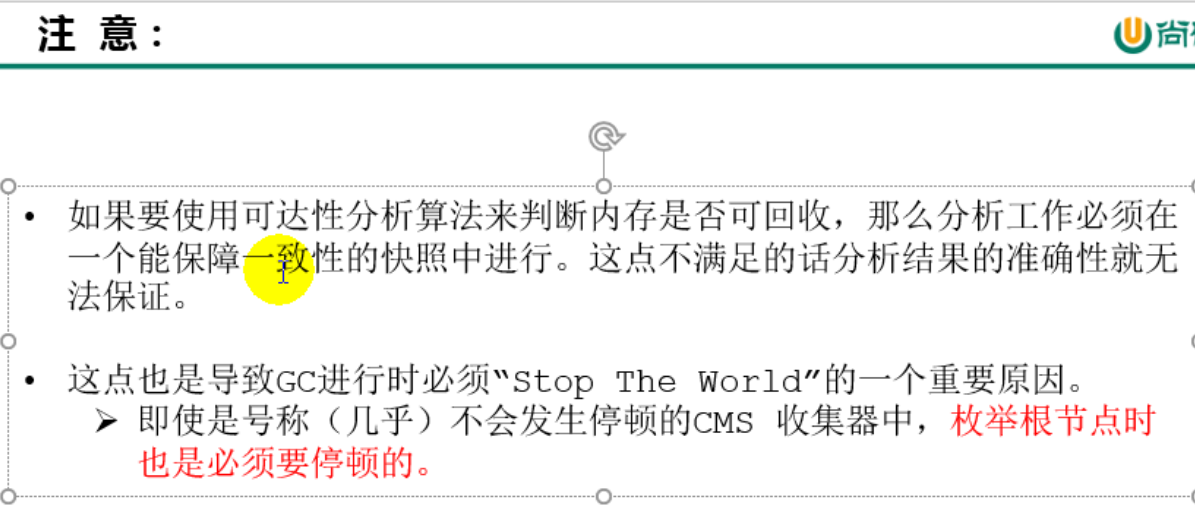 注 意：
尚
• 如果要使用可达性分析算法来判断内存是否可回收，那么分析工作必须在
一个能保障一致性的快照中进行。这点不满足的话分析结果的准确性就无
法保证。
• 这点也是导致GC进行时必须“Stop The World”的一个重要原因。
➢ 即使是号称（几乎）不会发生停顿的CMS 收集器中，枚举根节点时
也是必须要停顿的。